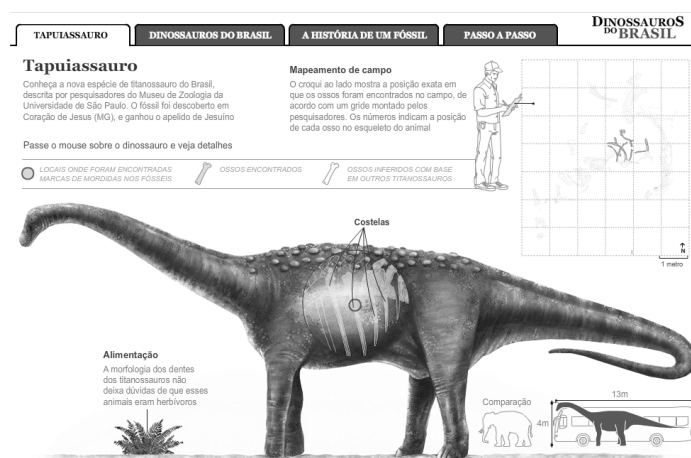 TAPUIASSAURO
DINOSSAUROS DO BRASIL
A HISTÓRIA DE UM FÓSSIL
PASSO A PASSO
DINOSSAUROS
DO BRASIL
Tapuiassauro
Conheça a nova espécie de titanossauro do Brasil,
descrita por pesquisadores do Museu de Zoologia da
Universidade de São Paulo. O fóssil foi descoberto em
Coração de Jesus (MG), e ganhou o apelido de Jesuíno
Passe o mouse sobre o dinossauro e veja detalhes
Mapeamento de campo
O croqui ao lado mostra a posição exata em
que os ossos foram encontrados no campo, de
acordo com um gride montado pelos
pesquisadores. Os números indicam a posição
de cada osso no esqueleto do animal
LOCAIS ONDE FORAM ENCONTRADAS
MARCAS DE MORDIDAS NOS FÓSSEIS
OSSOS ENCONTRADOS
OSSOS INFERIDOS COM BASE
EM OUTROS TITANOSSAUROS
N
1 metro
Costelas
Alimentação
A morfologia dos dentes
dos titanossauros não
deixa dúvidas de que esses
animais eram herbívoros
Comparação
13m
4m